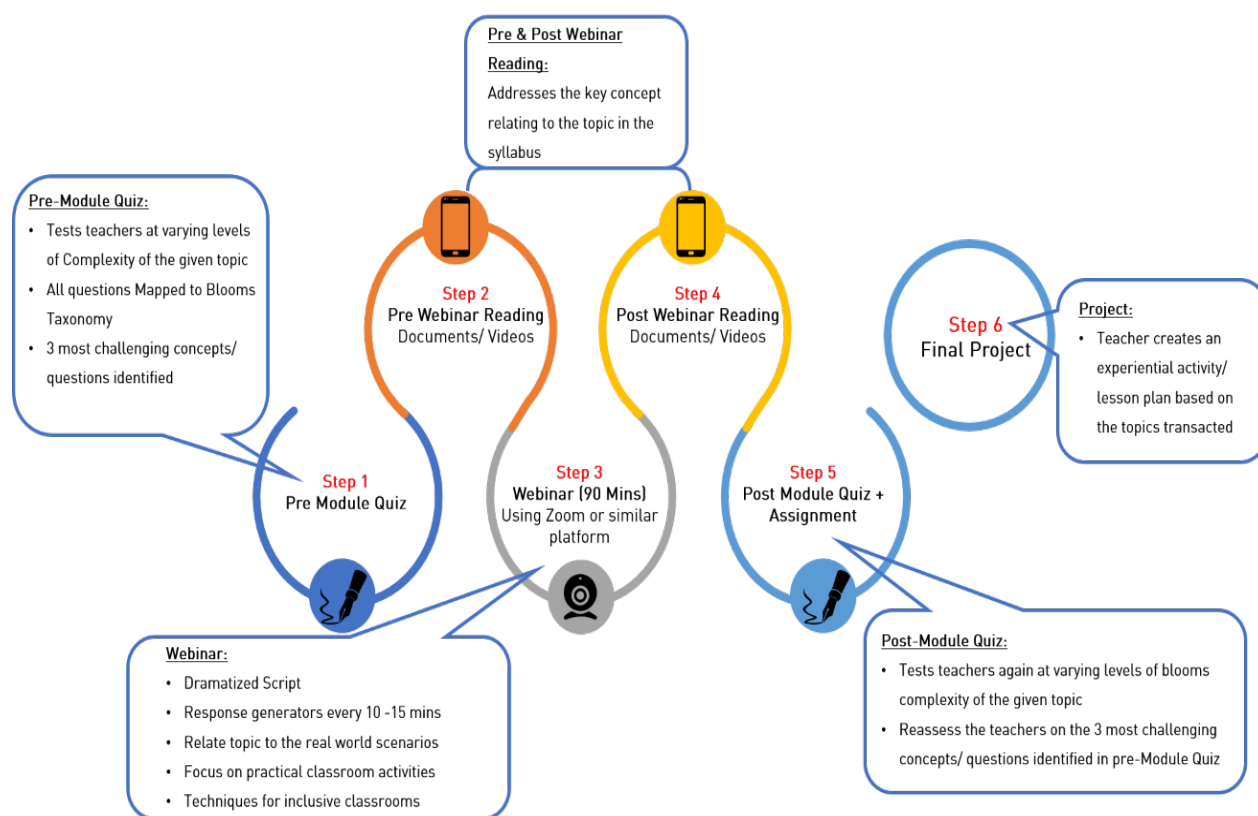 Pre & Post Webinar
Reading:
Addresses the key concept
relating to the topic in the
syllabus
Pre-Module Quiz:
• Tests teachers at varying levels
of Complexity of the given topic
• All questions Mapped to Blooms
Taxonomy
• 3 most challenging concepts/
questions identified
Step 1
Pre Module Quiz
Step 2
Pre Webinar Reading
Documents/ Videos
Step 3
Webinar (90 Mins)
Using Zoom or similar
platform
Step 4
Post Webinar Reading
Documents/ Videos
Step 5
Post Module Quiz +
Assignment
Step 6
Final Project
Project:
• Teacher creates an
experiential activity/
lesson plan based on
the topics transacted
Webinar:
• Dramatized Script
• Response generators every 10 -15 mins
• Relate topic to the real world scenarios
• Focus on practical classroom activities
• Techniques for inclusive classrooms
Post-Module Quiz:
• Tests teachers again at varying levels of blooms
complexity of the given topic
• Reassess the teachers on the 3 most challenging
concepts/ questions identified in pre-Module Quiz